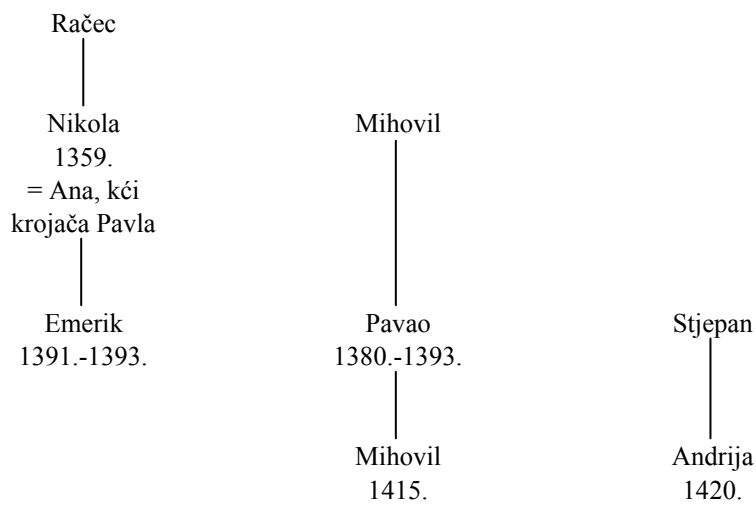 Račec
Nikola
1359.
= Ana, kći
krojača Pavla
Emerik
1391.-1393.
Mihovil
Pavao
1380.-1393.
Mihovil
1415.
Stjepan
Andrija
1420.